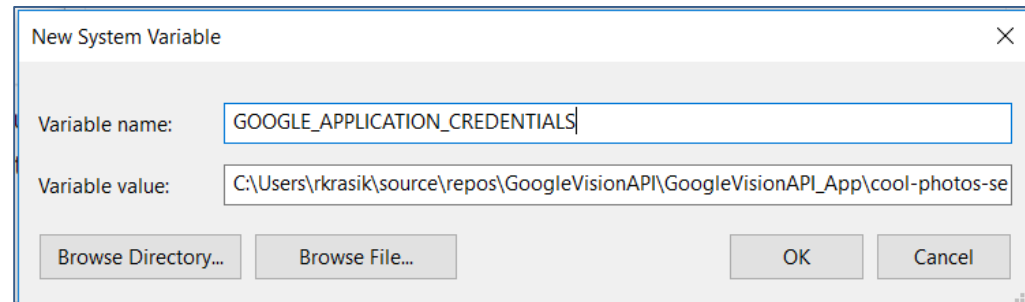 New System Variable
Variable name: GOOGLE_APPLICATION_CREDENTIALS
Variable value: C:\Users\rkrasik\source\repos\GoogleVisionAPI\GoogleVisionAPI_App\cool-photos-se
Browse Directory... Browse File... OK Cancel